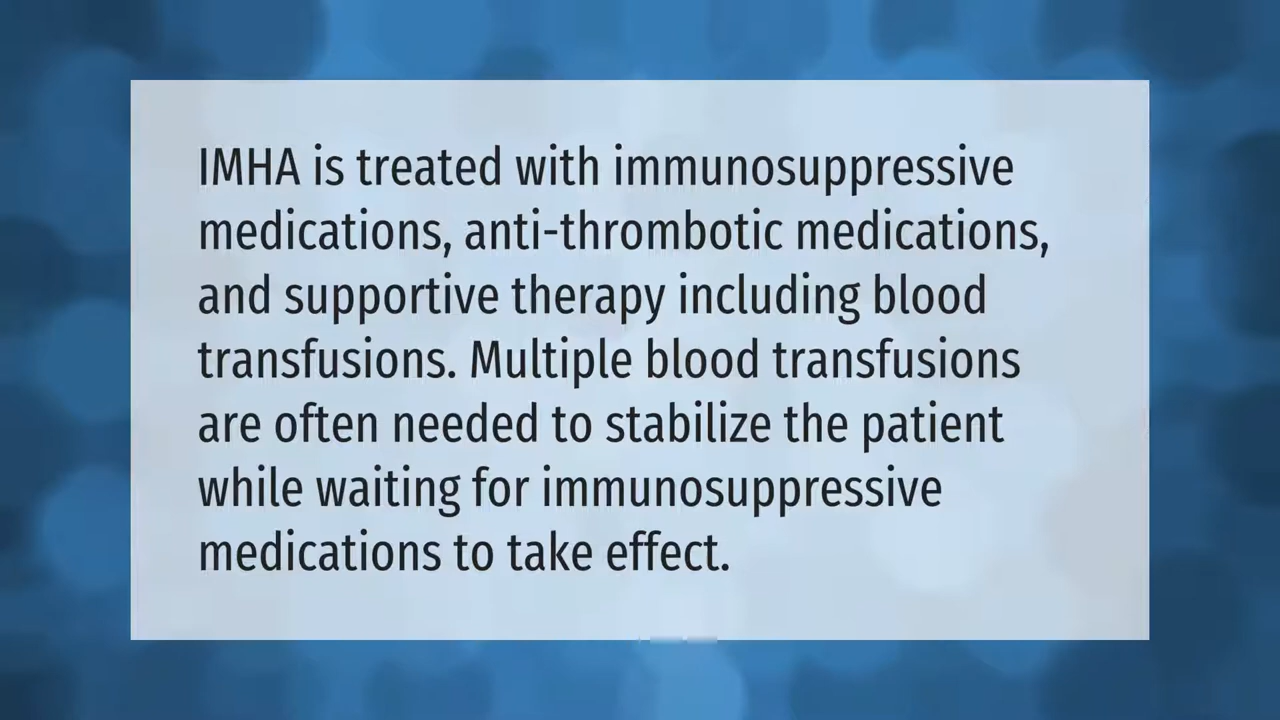 IMHA is treated with immunosuppressive
medications, anti-thrombotic medications,
and supportive therapy including blood
transfusions. Multiple blood transfusions
are often needed to stabilize the patient
while waiting for immunosuppressive
medications to take effect.